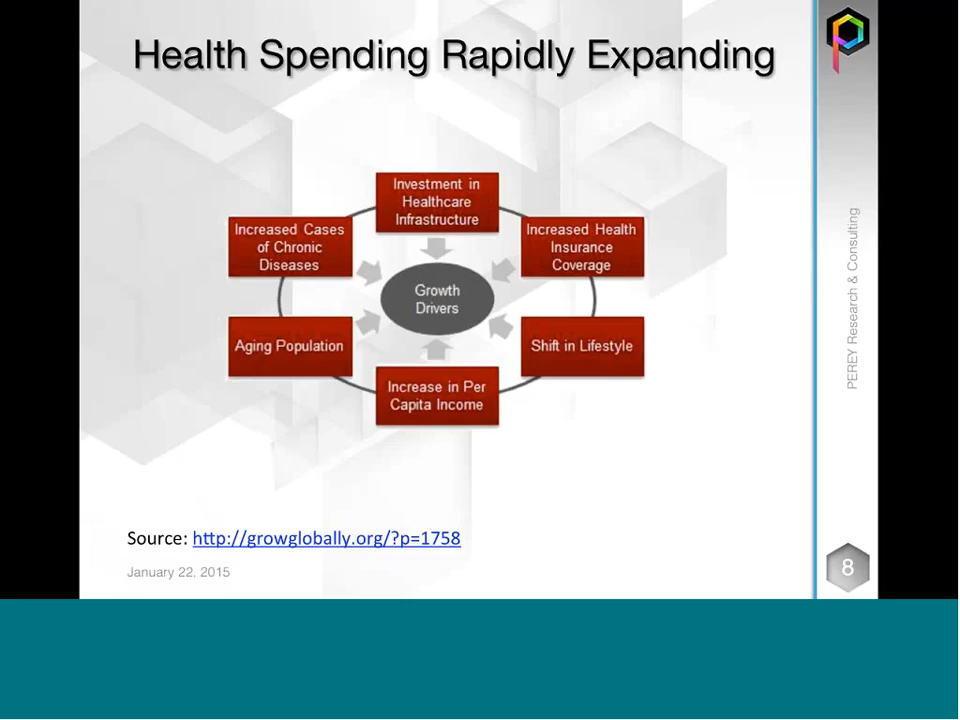 Health Spending Rapidly Expanding
Investment in
Healthcare
Infrastructure
Increased Cases
of Chronic
Diseases
Increased Health
Insurance
Coverage
Growth
Drivers
Aging Population
Shift in Lifestyle
Increase in Per
Capita Income
Source: http://growglobally.org/?p=1758
January 22, 2015
PEREY Research & Consulting
8